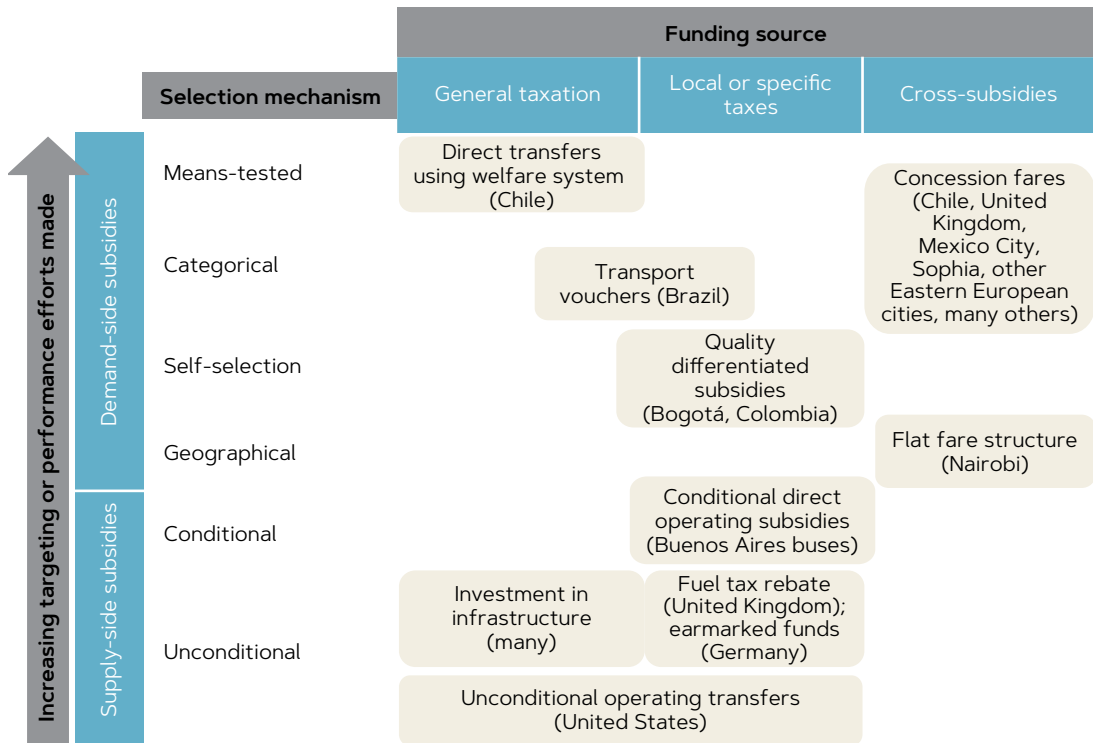 Funding source
Selection mechanism
General taxation
Local or specific
taxes
Cross-subsidies
Increasing targeting or performance efforts made
Demand-side subsidies
Means-tested
Direct transfers
using welfare system
(Chile)
Concession fares
(Chile, United
Kingdom,
Mexico City,
Sophia, other
Eastern European
cities, many others)
Categorical
Transport
vouchers (Brazil)
Self-selection
Quality
differentiated
subsidies
(Bogotá, Colombia)
Geographical
Flat fare structure
(Nairobi)
Supply-side subsidies
Conditional
Conditional direct
operating subsidies
(Buenos Aires buses)
Unconditional
Investment in
infrastructure
(many)
Fuel tax rebate
(United Kingdom);
earmarked funds
(Germany)
Unconditional operating transfers
(United States)